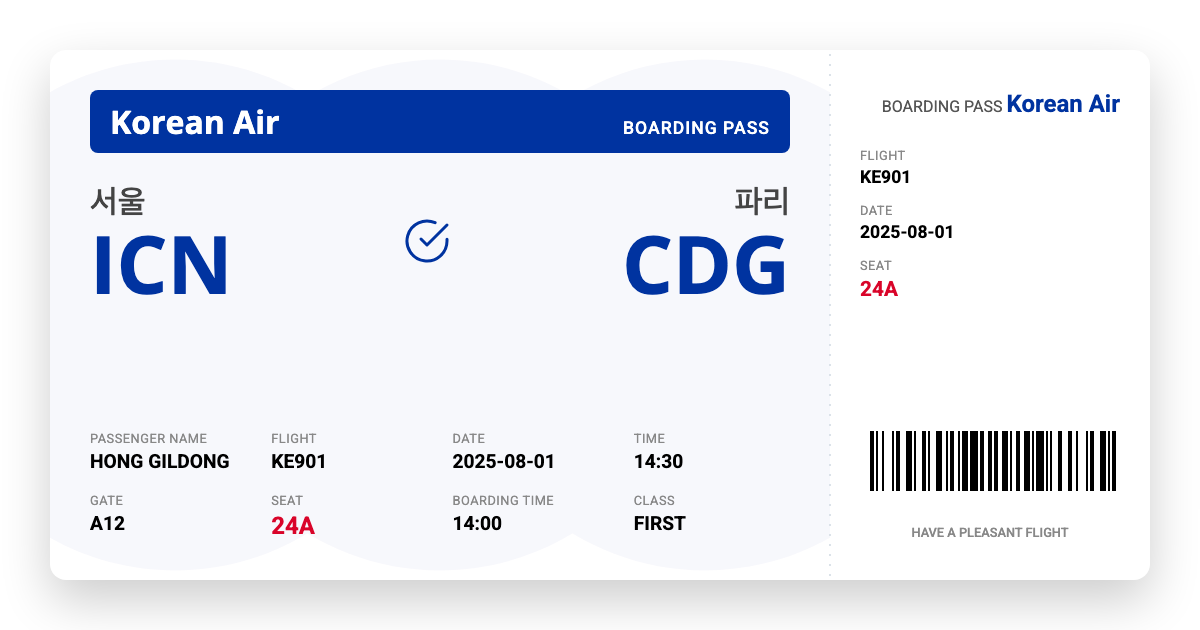 Korean Air BOARDING PASS
서울 파리
ICN CDG
PASSENGER NAME FLIGHT DATE TIME
HONG GILDONG KE901 2025-08-01 14:30
GATE SEAT BOARDING TIME CLASS
A12 24A 14:00 FIRST
BOARDING PASS Korean Air
FLIGHT
KE901
DATE
2025-08-01
SEAT
24A
HAVE A PLEASANT FLIGHT